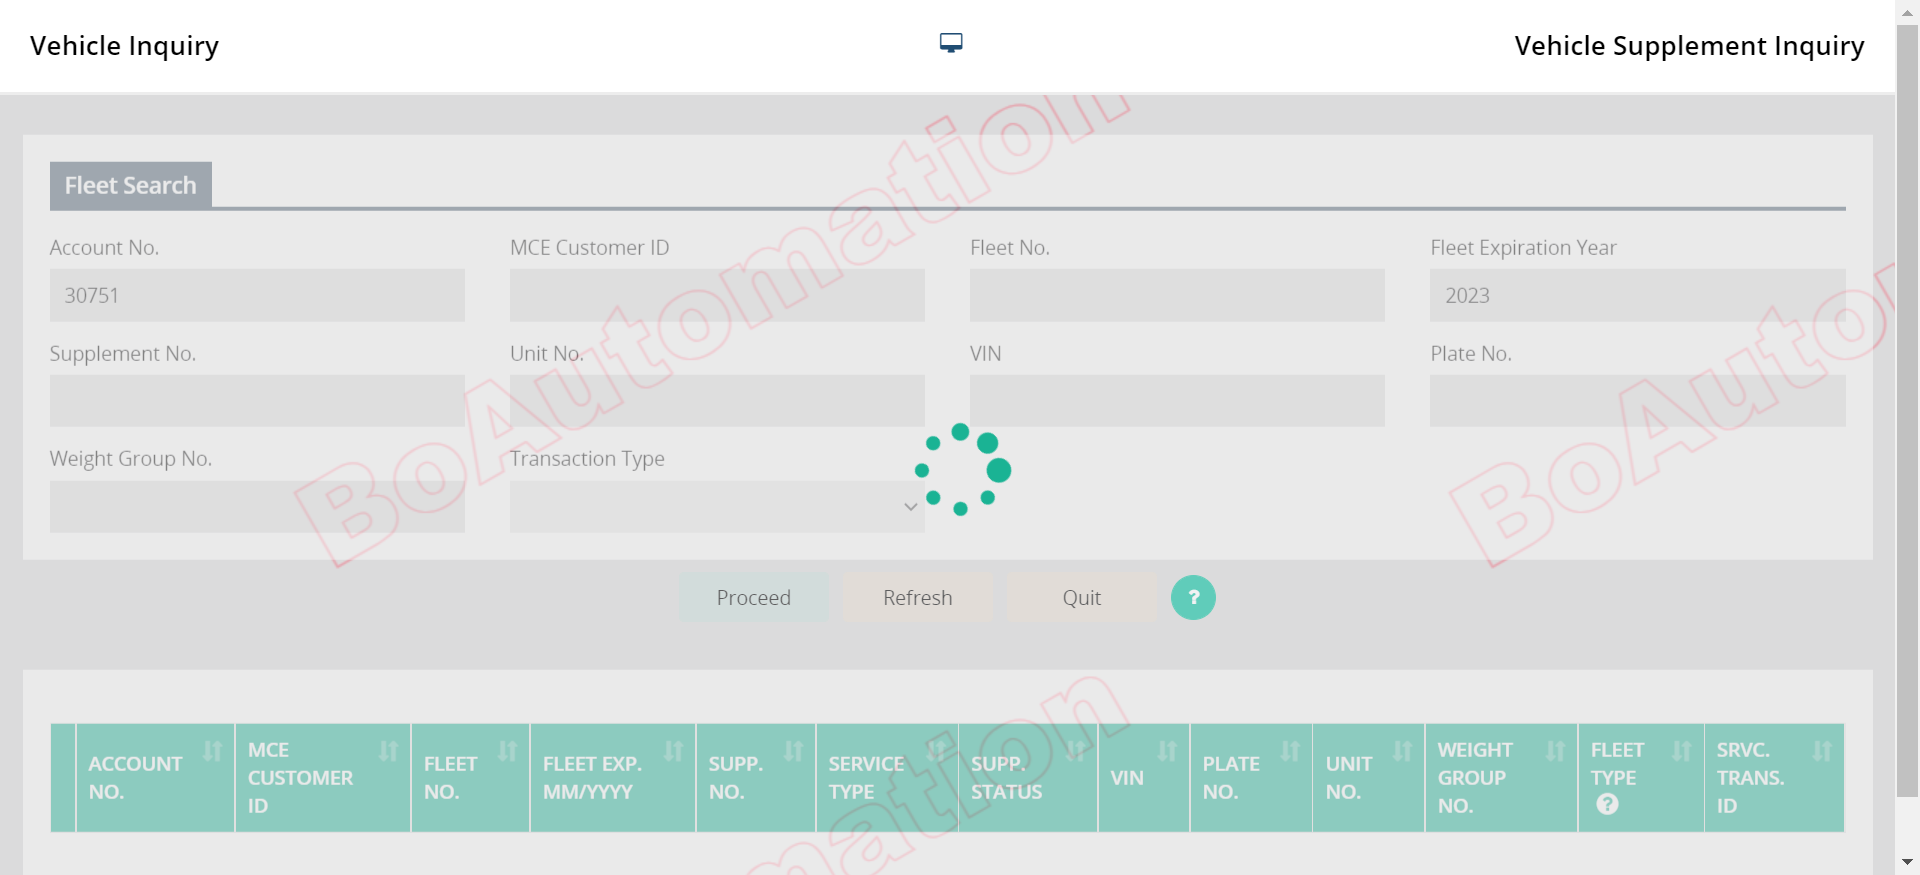 Vehicle Inquiry
Vehicle Supplement Inquiry
Fleet Search
Account No.
MCE Customer ID
Fleet No.
Fleet Expiration Year
30751
2023
Supplement No.
Unit No.
VIN
Plate No.
Weight Group No.
Transaction Type
Proceed
Refresh
Quit
?
ACCOUNT
NO.
MCE
CUSTOMER
ID
FLEET
NO.
FLEET EXP.
MM/YYYY
SUPP.
NO.
SERVICE
TYPE
SUPP.
STATUS
VIN
PLATE
NO.
UNIT
NO.
WEIGHT
GROUP
NO.
FLEET
TYPE
?
SRVC.
TRANS.
ID
BoAutomation
BoAuto
mation